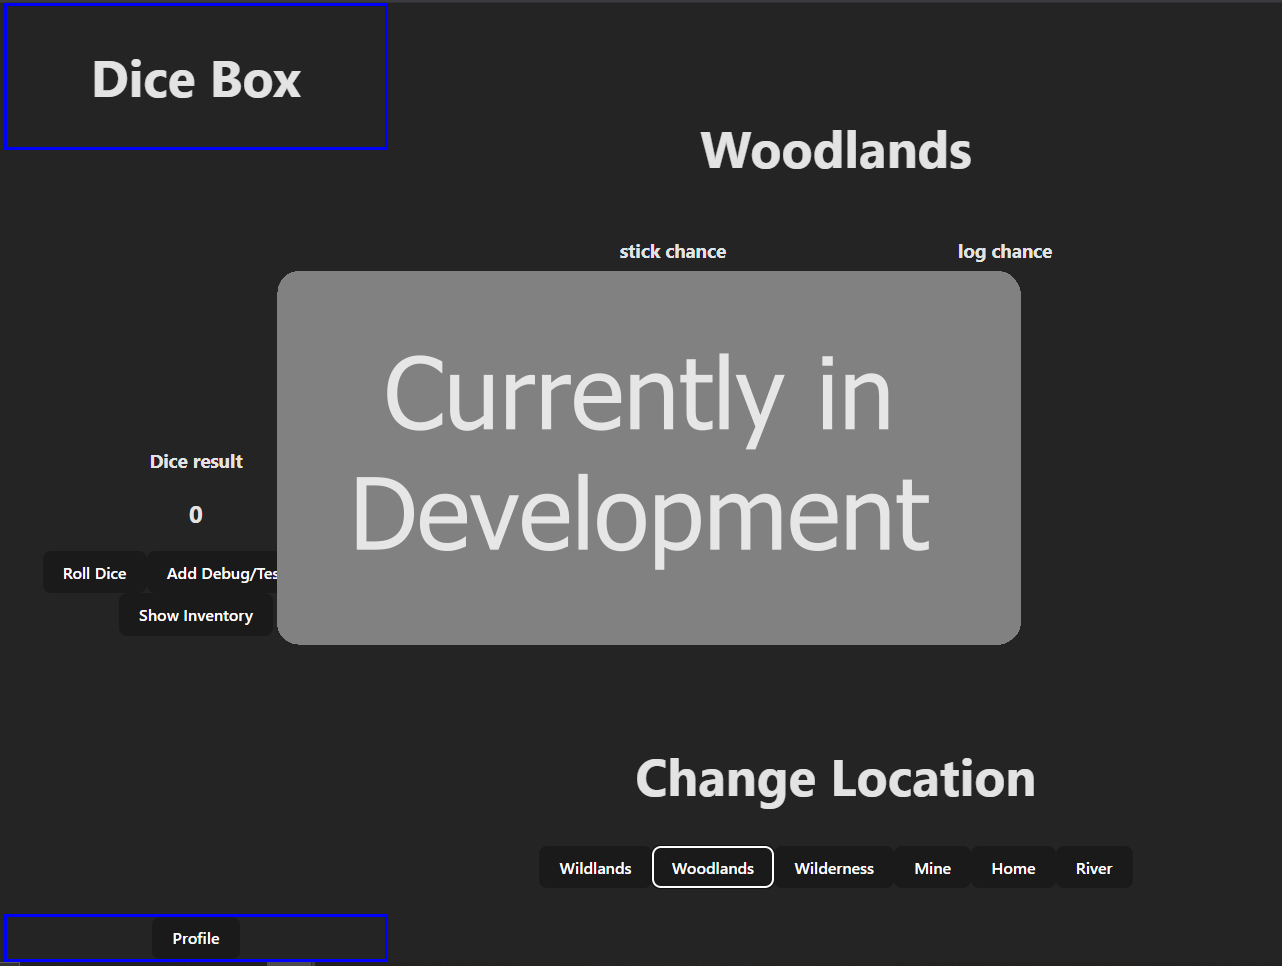 Dice Box
Woodlands
stick chance
log chance
Currently in
Development
Dice result
0
Roll Dice
Add Debug/Tes
Show Inventory
Change Location
Wildlands
Woodlands
Wilderness
Mine
Home
River
Profile